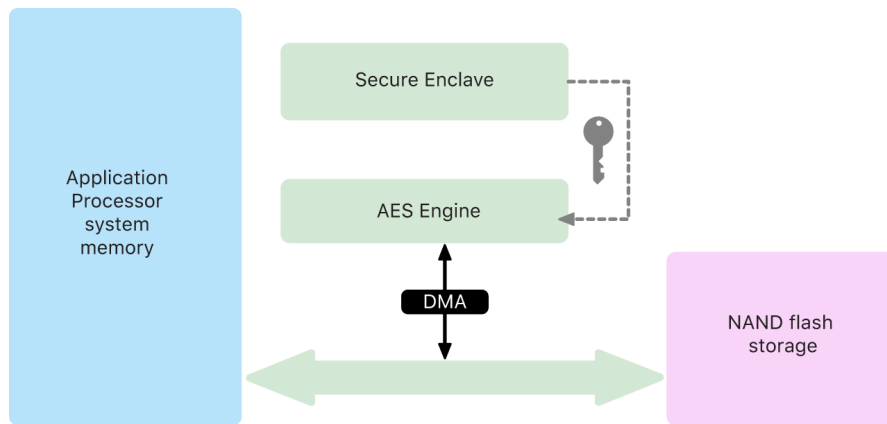 Secure Enclave
Application
Processor
system
memory
AES Engine
DMA
NAND flash
storage